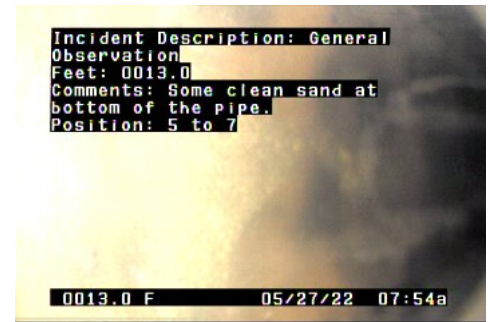 Incident Description: General
Observation
Feet: 0013.0
Comments: Some clean sand at
bottom of the pipe.
Position: 5 to 7
0013.0 F 05/27/22 07:54a